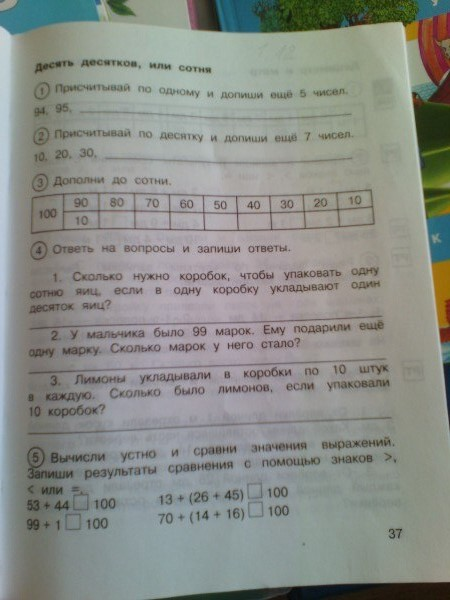 Десять десятков, или сотня
1 Присчитывай по одному и допиши ещё 5 чисел.
94, 95,
2 Присчитывай по десятку и допиши ещё 7 чисел.
10, 20, 30,
3 Дополни до сотни.
100 90 80 70 60 50 40 30 20 10
10
4 Ответь на вопросы и запиши ответы.
1. Сколько нужно коробок, чтобы упаковать одну
сотню яиц, если в одну коробку укладывают один
десяток яиц?
2. У мальчика было 99 марок. Ему подарили ещё
одну марку. Сколько марок у него стало?
3. Лимоны укладывали в коробки по 10 штук
в каждую. Сколько было лимонов, если упаковали
10 коробок?
5 Вычисли устно и сравни значения выражений.
Запиши результаты сравнения с помощью знаков >,
< или =.
53 + 44 □ 100 13 + (26 + 45) □ 100
99 + 1 □ 100 70 + (14 + 16) □ 100
37